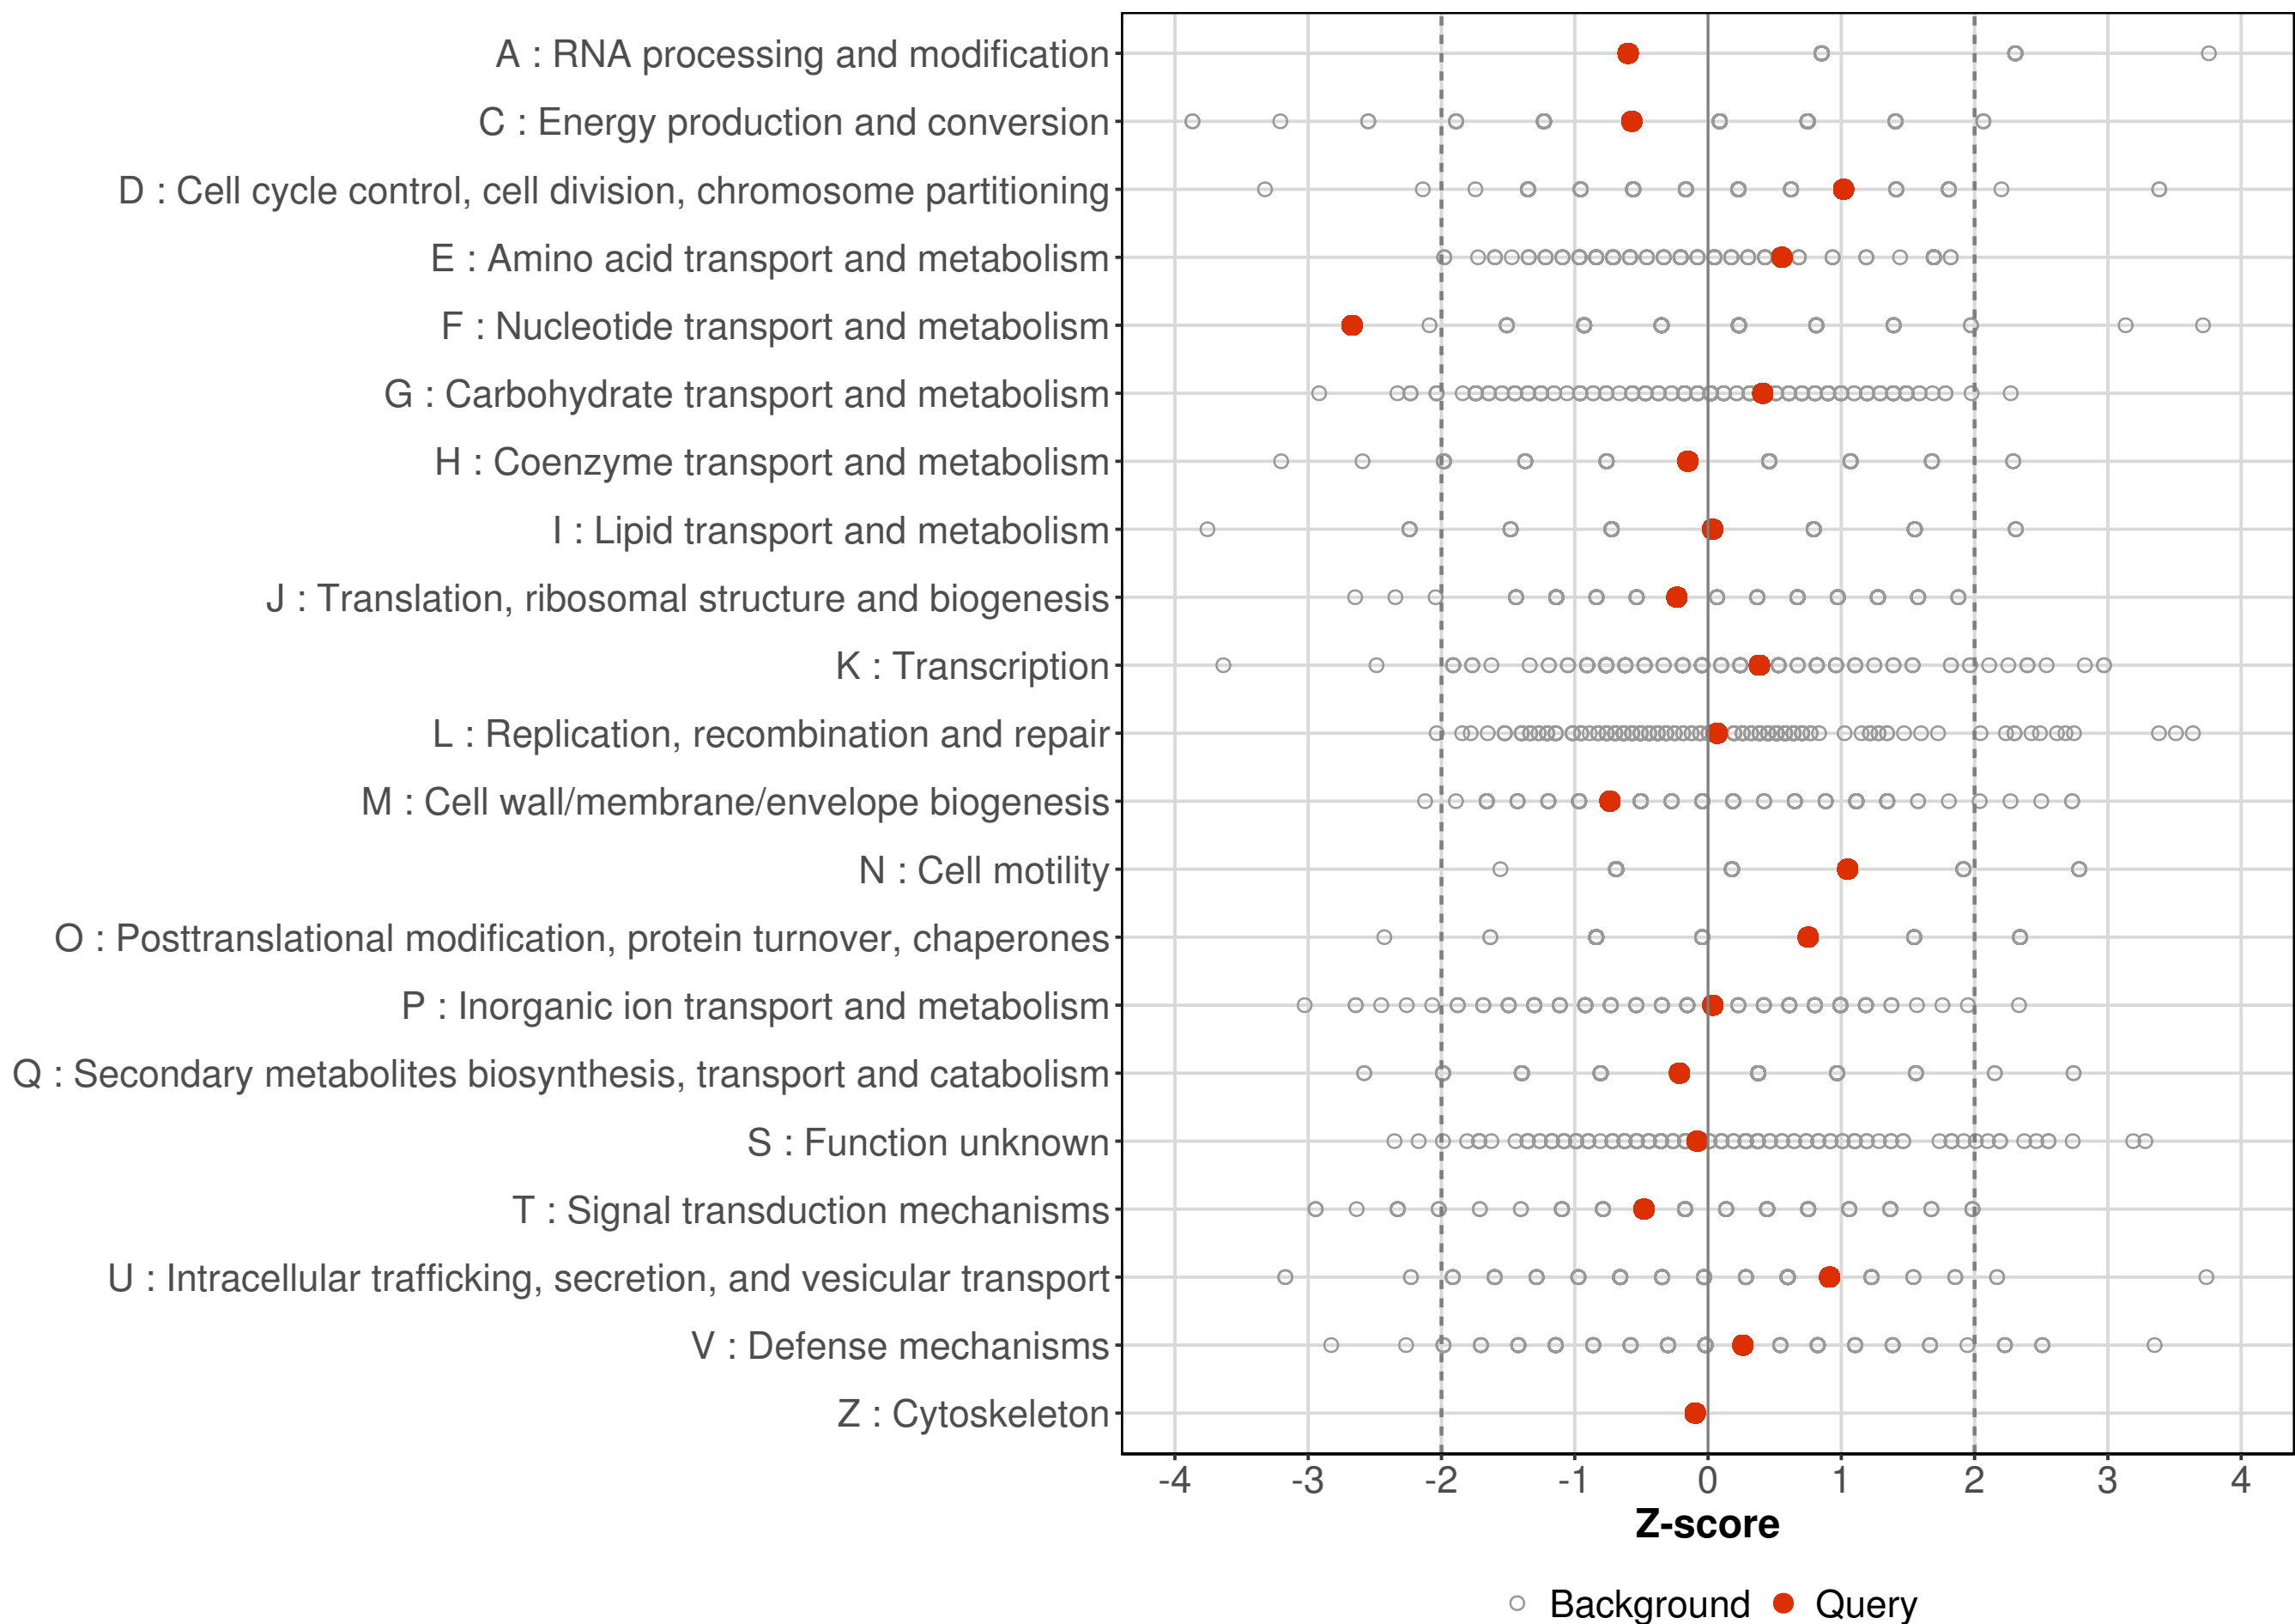 A : RNA processing and modification
C : Energy production and conversion
D : Cell cycle control, cell division, chromosome partitioning
E : Amino acid transport and metabolism
F : Nucleotide transport and metabolism
G : Carbohydrate transport and metabolism
H : Coenzyme transport and metabolism
I : Lipid transport and metabolism
J : Translation, ribosomal structure and biogenesis
K : Transcription
L : Replication, recombination and repair
M : Cell wall/membrane/envelope biogenesis
N : Cell motility
O : Posttranslational modification, protein turnover, chaperones
P : Inorganic ion transport and metabolism
Q : Secondary metabolites biosynthesis, transport and catabolism
S : Function unknown
T : Signal transduction mechanisms
U : Intracellular trafficking, secretion, and vesicular transport
V : Defense mechanisms
Z : Cytoskeleton
-4 -3 -2 -1 0 1 2 3 4
Z-score
Background Query